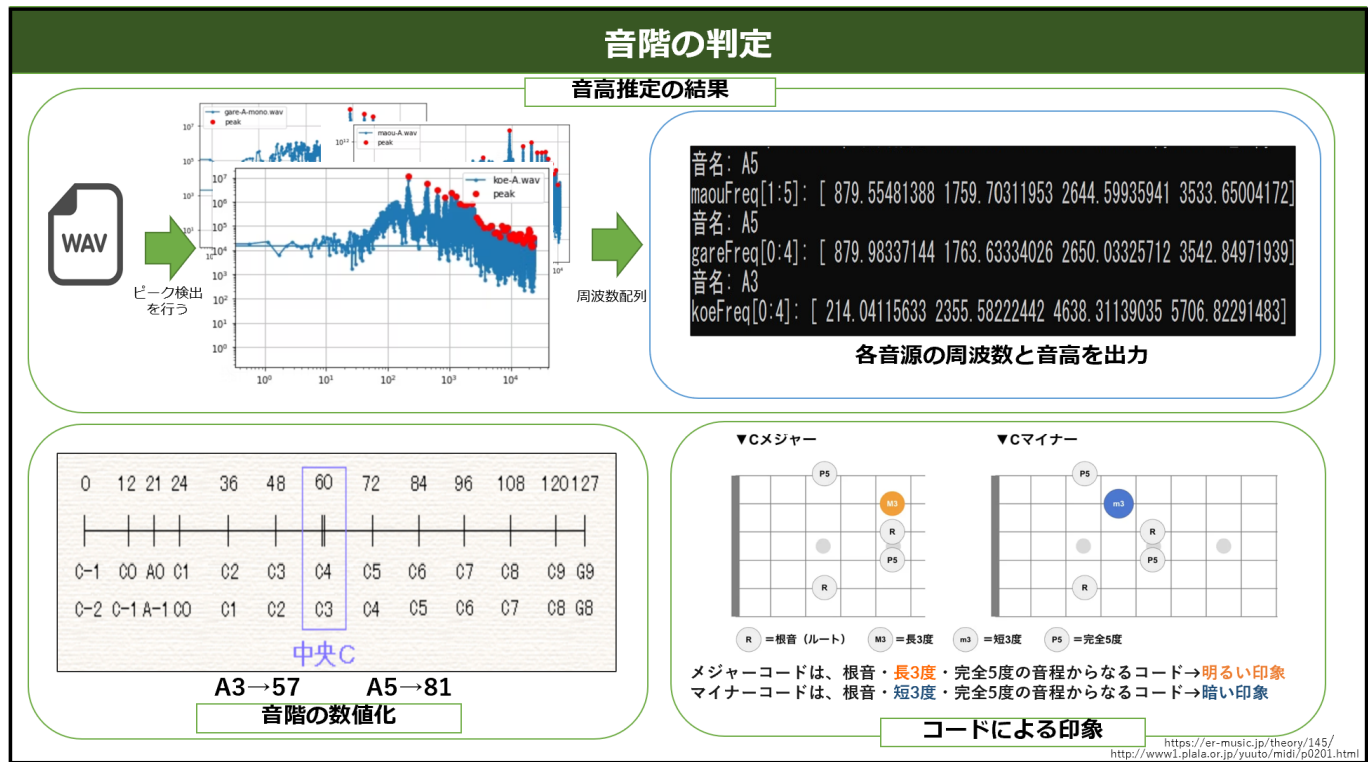 音階の判定
音高推定の結果
gare-A-mono.wav
peak
maou-A.wav
peak
koe-A.wav
peak
WAV
ピーク検出
を行う
周波数配列
10⁷
10⁶
10⁵
10⁴
10³
10²
10¹
10⁰
10⁰ 10¹ 10² 10³ 10⁴
音名: A5
maouFreq[1:5]: [ 879.55481388 1759.70311953 2644.59935941 3533.65004172]
音名: A5
gareFreq[0:4]: [ 879.98337144 1763.63334026 2650.03325712 3542.84971939]
音名: A3
koeFreq[0:4]: [ 214.04115633 2355.58222442 4638.31139035 5706.82291483]
各音源の周波数と音高を出力
0 12 21 24 36 48 60 72 84 96 108 120 127
C-1 C0 A0 C1 C2 C3 C4 C5 C6 C7 C8 C9 G9
C-2 C-1 A-1 C0 C1 C2 C3 C4 C5 C6 C7 C8 G8
中央C
A3→57 A5→81
音階の数値化
▼Cメジャー
P5
M3
R
P5
R
▼Cマイナー
P5
m3
R
P5
R
R =根音（ルート） M3 =長3度 m3 =短3度 P5 =完全5度
メジャーコードは、根音・長3度・完全5度の音程からなるコード→明るい印象
マイナーコードは、根音・短3度・完全5度の音程からなるコード→暗い印象
コードによる印象
https://er-music.jp/theory/145/
http://www1.plala.or.jp/yuuto/midi/p0201.html